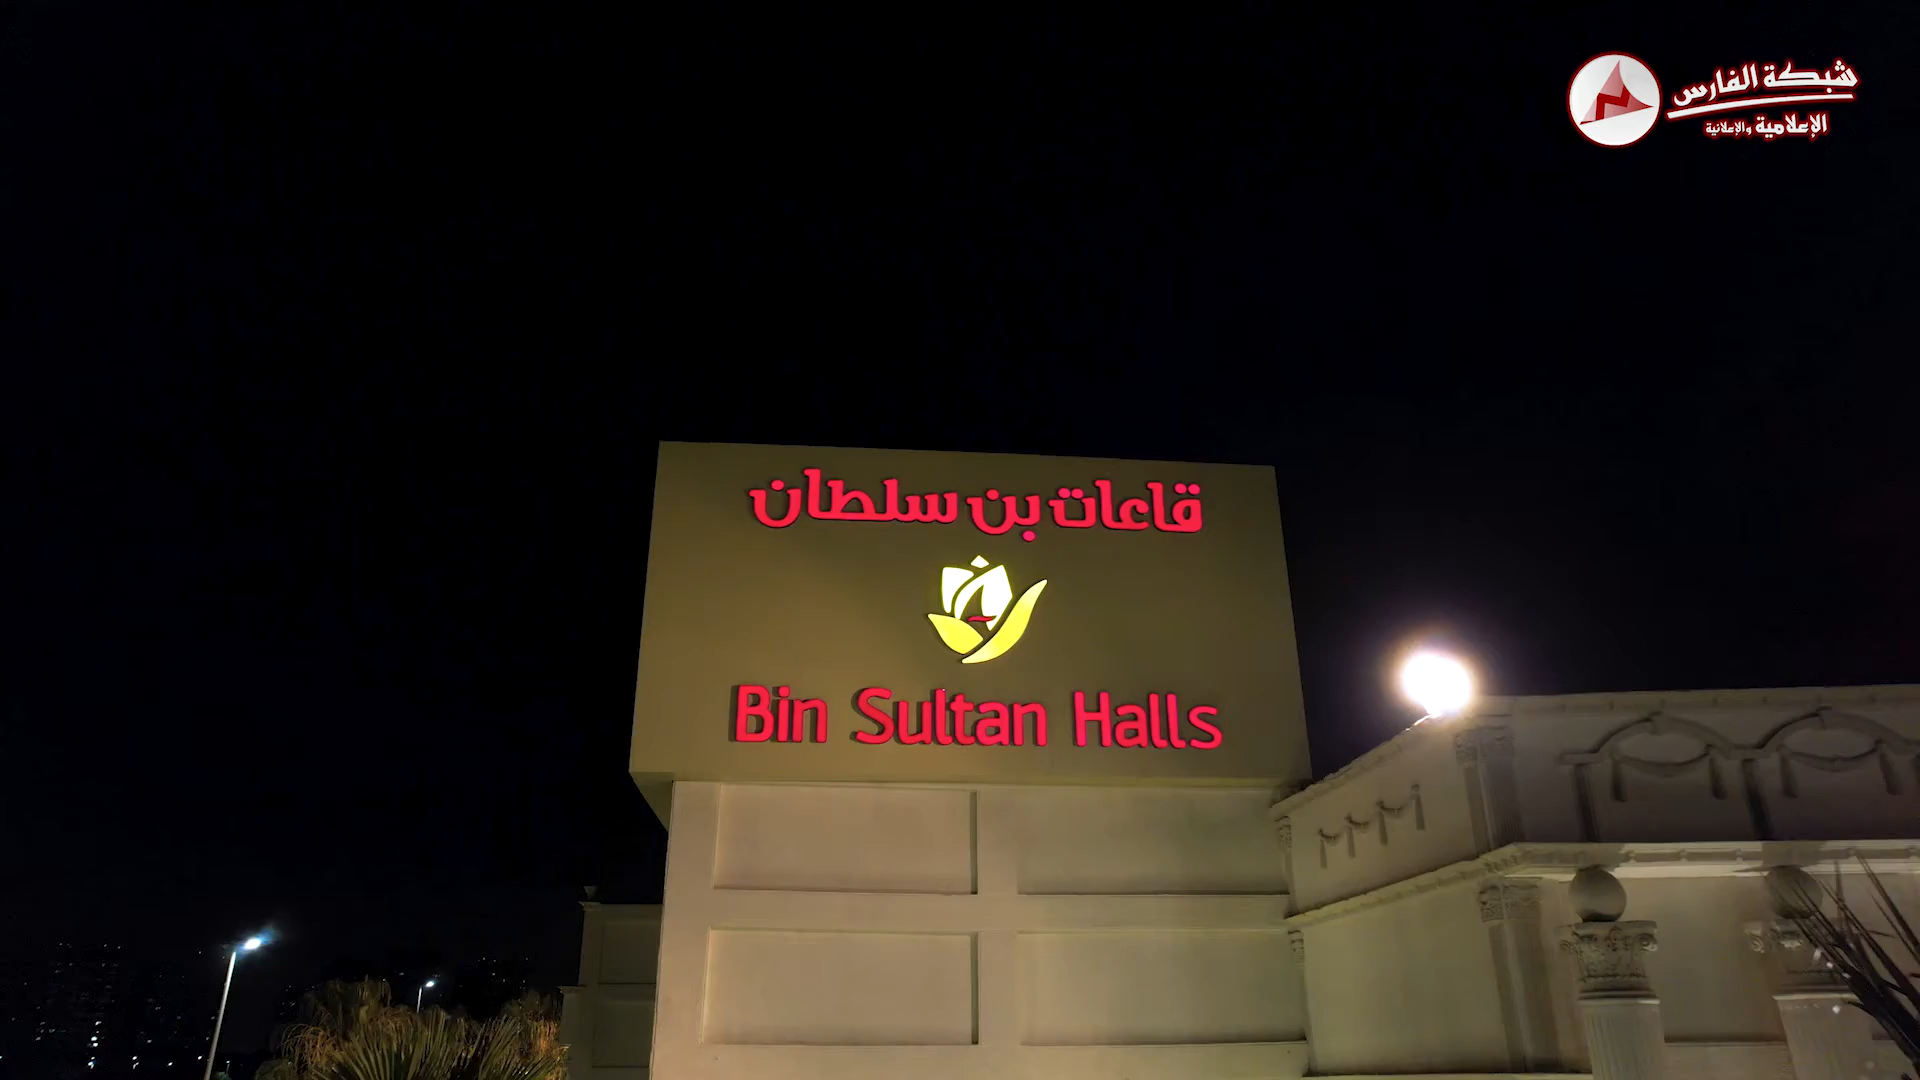 شبكة الفارس
الإعلامية والإعلانية
قاعات بن سلطان
Bin Sultan Halls